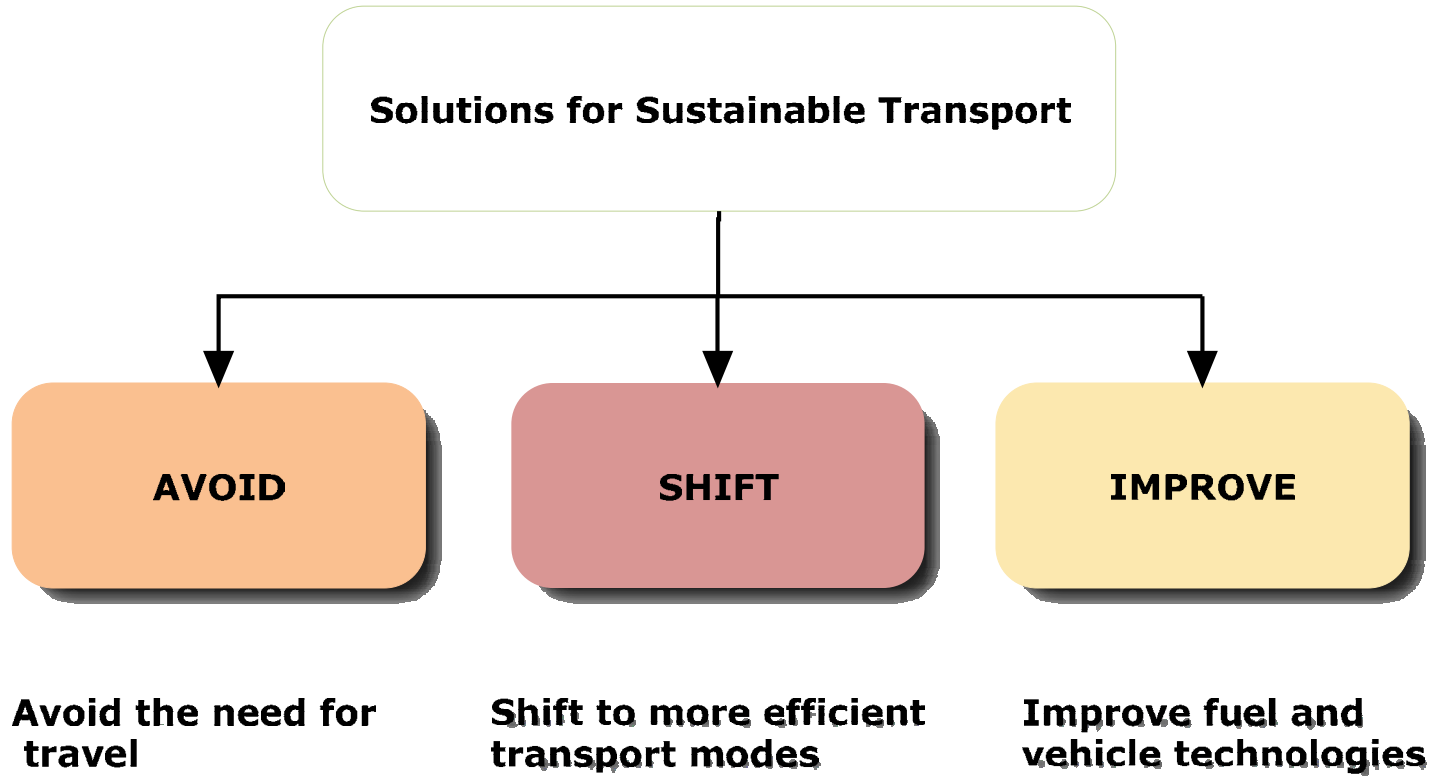 Solutions for Sustainable Transport
AVOID
SHIFT
IMPROVE
Avoid the need for
travel
Shift to more efficient
transport modes
Improve fuel and
vehicle technologies